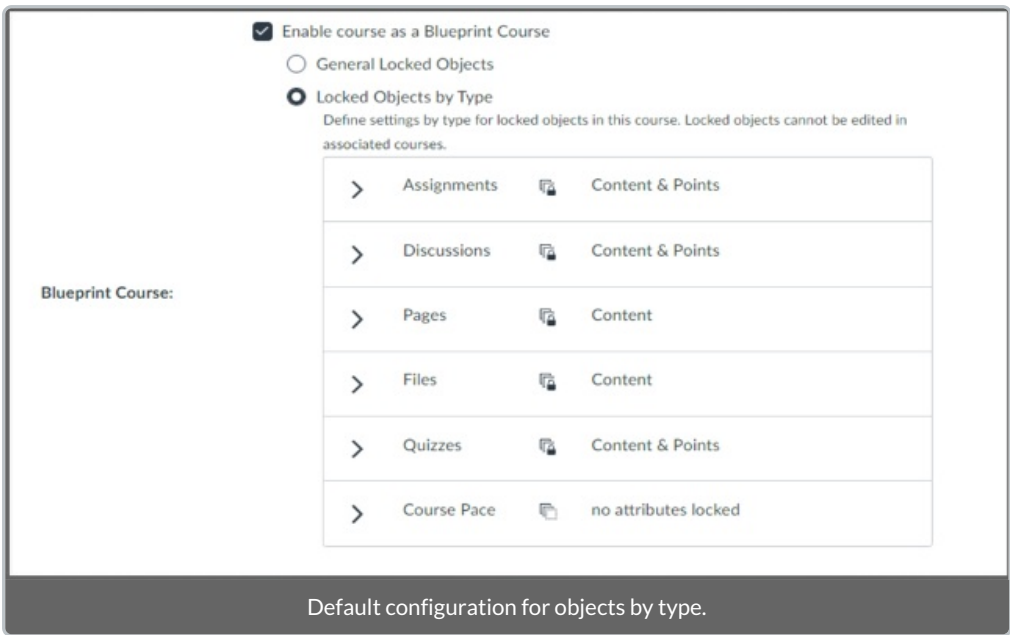 Enable course as a Blueprint Course
General Locked Objects
Locked Objects by Type
Define settings by type for locked objects in this course. Locked objects cannot be edited in
associated courses.
Assignments Content & Points
Discussions Content & Points
Blueprint Course:
Pages Content
Files Content
Quizzes Content & Points
Course Pace no attributes locked
Default configuration for objects by type.